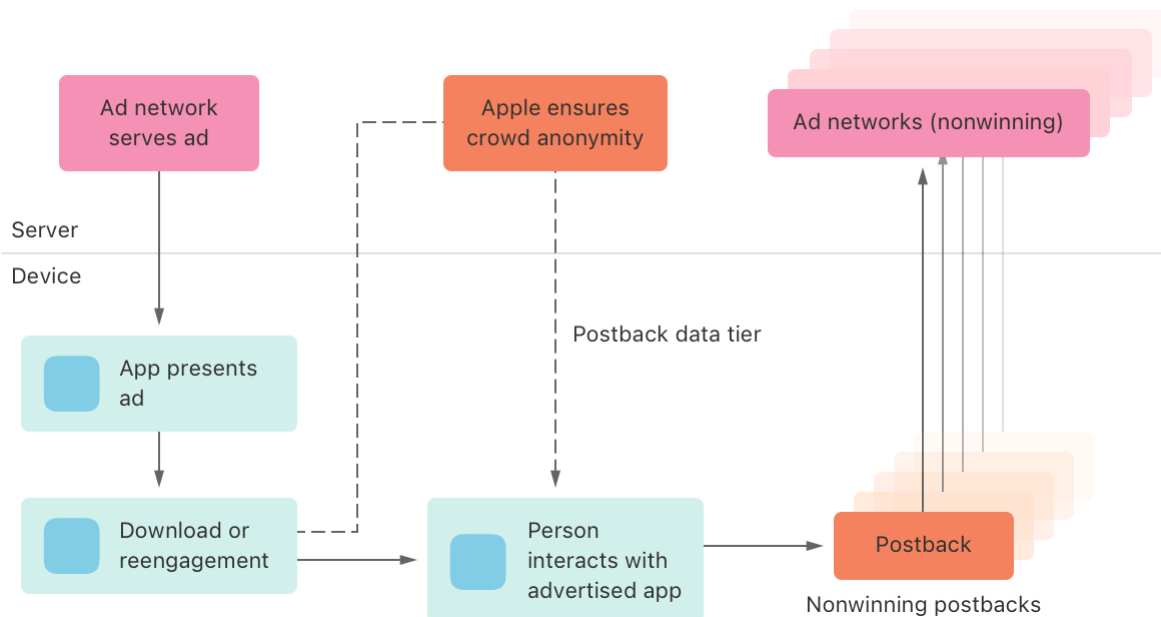 Ad network
serves ad
Apple ensures
crowd anonymity
Ad networks (nonwinning)
Server
Device
Postback data tier
App presents
ad
Download or
reengagement
Person
interacts with
advertised app
Postback
Nonwinning postbacks